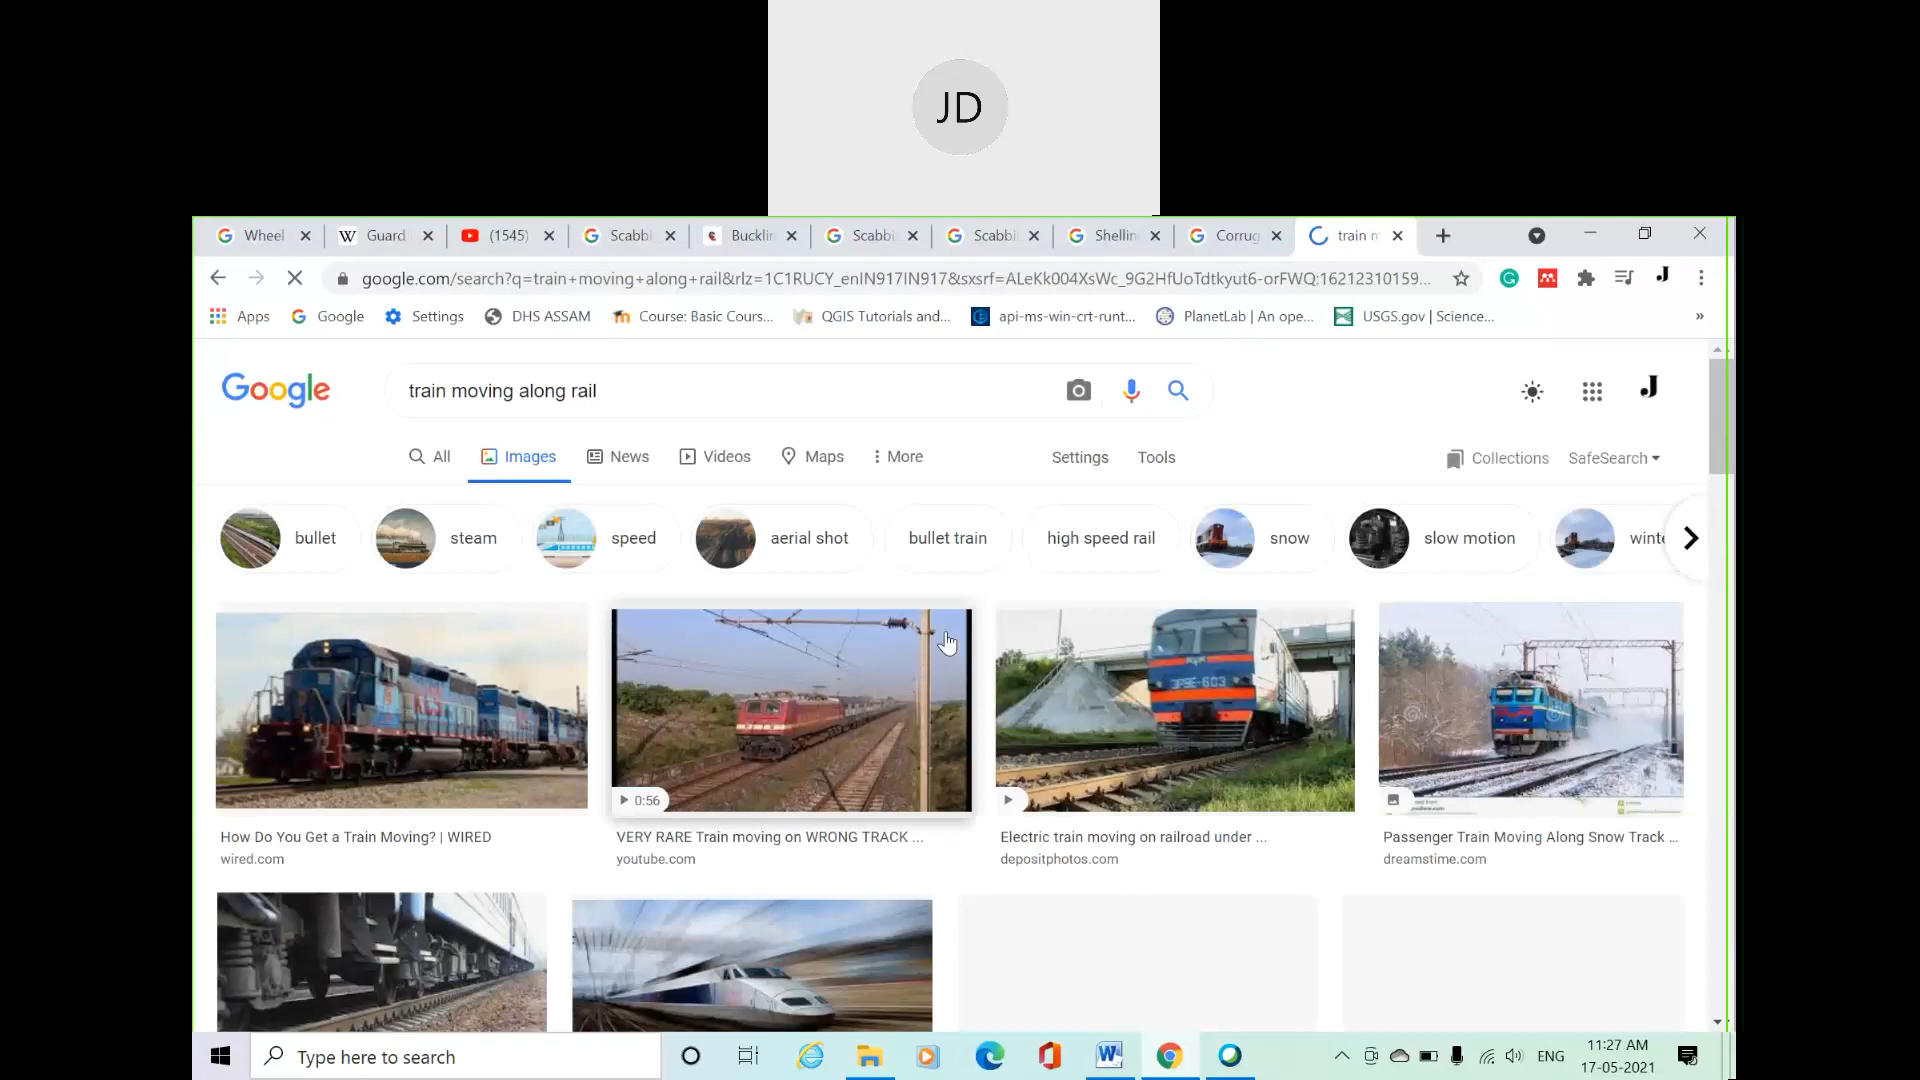 JD
Wheel
Guard
(1545)
Scabbl
Bucklin
Scabbi
Scabbil
Shellin
Corrug
train m
google.com/search?q=train+moving+along+rail&rlz=1C1RUCY_enIN917IN917&sxsrf=ALeKk004XsWc_9G2HfUoTdtkyut6-orFWQ:16212310159...
Apps
Google
Settings
DHS ASSAM
Course: Basic Cours...
QGIS Tutorials and...
api-ms-win-crt-runt...
PlanetLab | An ope...
USGS.gov | Science...
»
Google
train moving along rail
All
Images
News
Videos
Maps
More
Settings
Tools
Collections
SafeSearch
bullet
steam
speed
aerial shot
bullet train
high speed rail
snow
slow motion
winte
0:56
ЭР9Е-603
How Do You Get a Train Moving? | WIRED
wired.com
VERY RARE Train moving on WRONG TRACK ...
youtube.com
Electric train moving on railroad under ...
depositphotos.com
Passenger Train Moving Along Snow Track ...
dreamstime.com
Type here to search
ENG
11:27 AM
17-05-2021